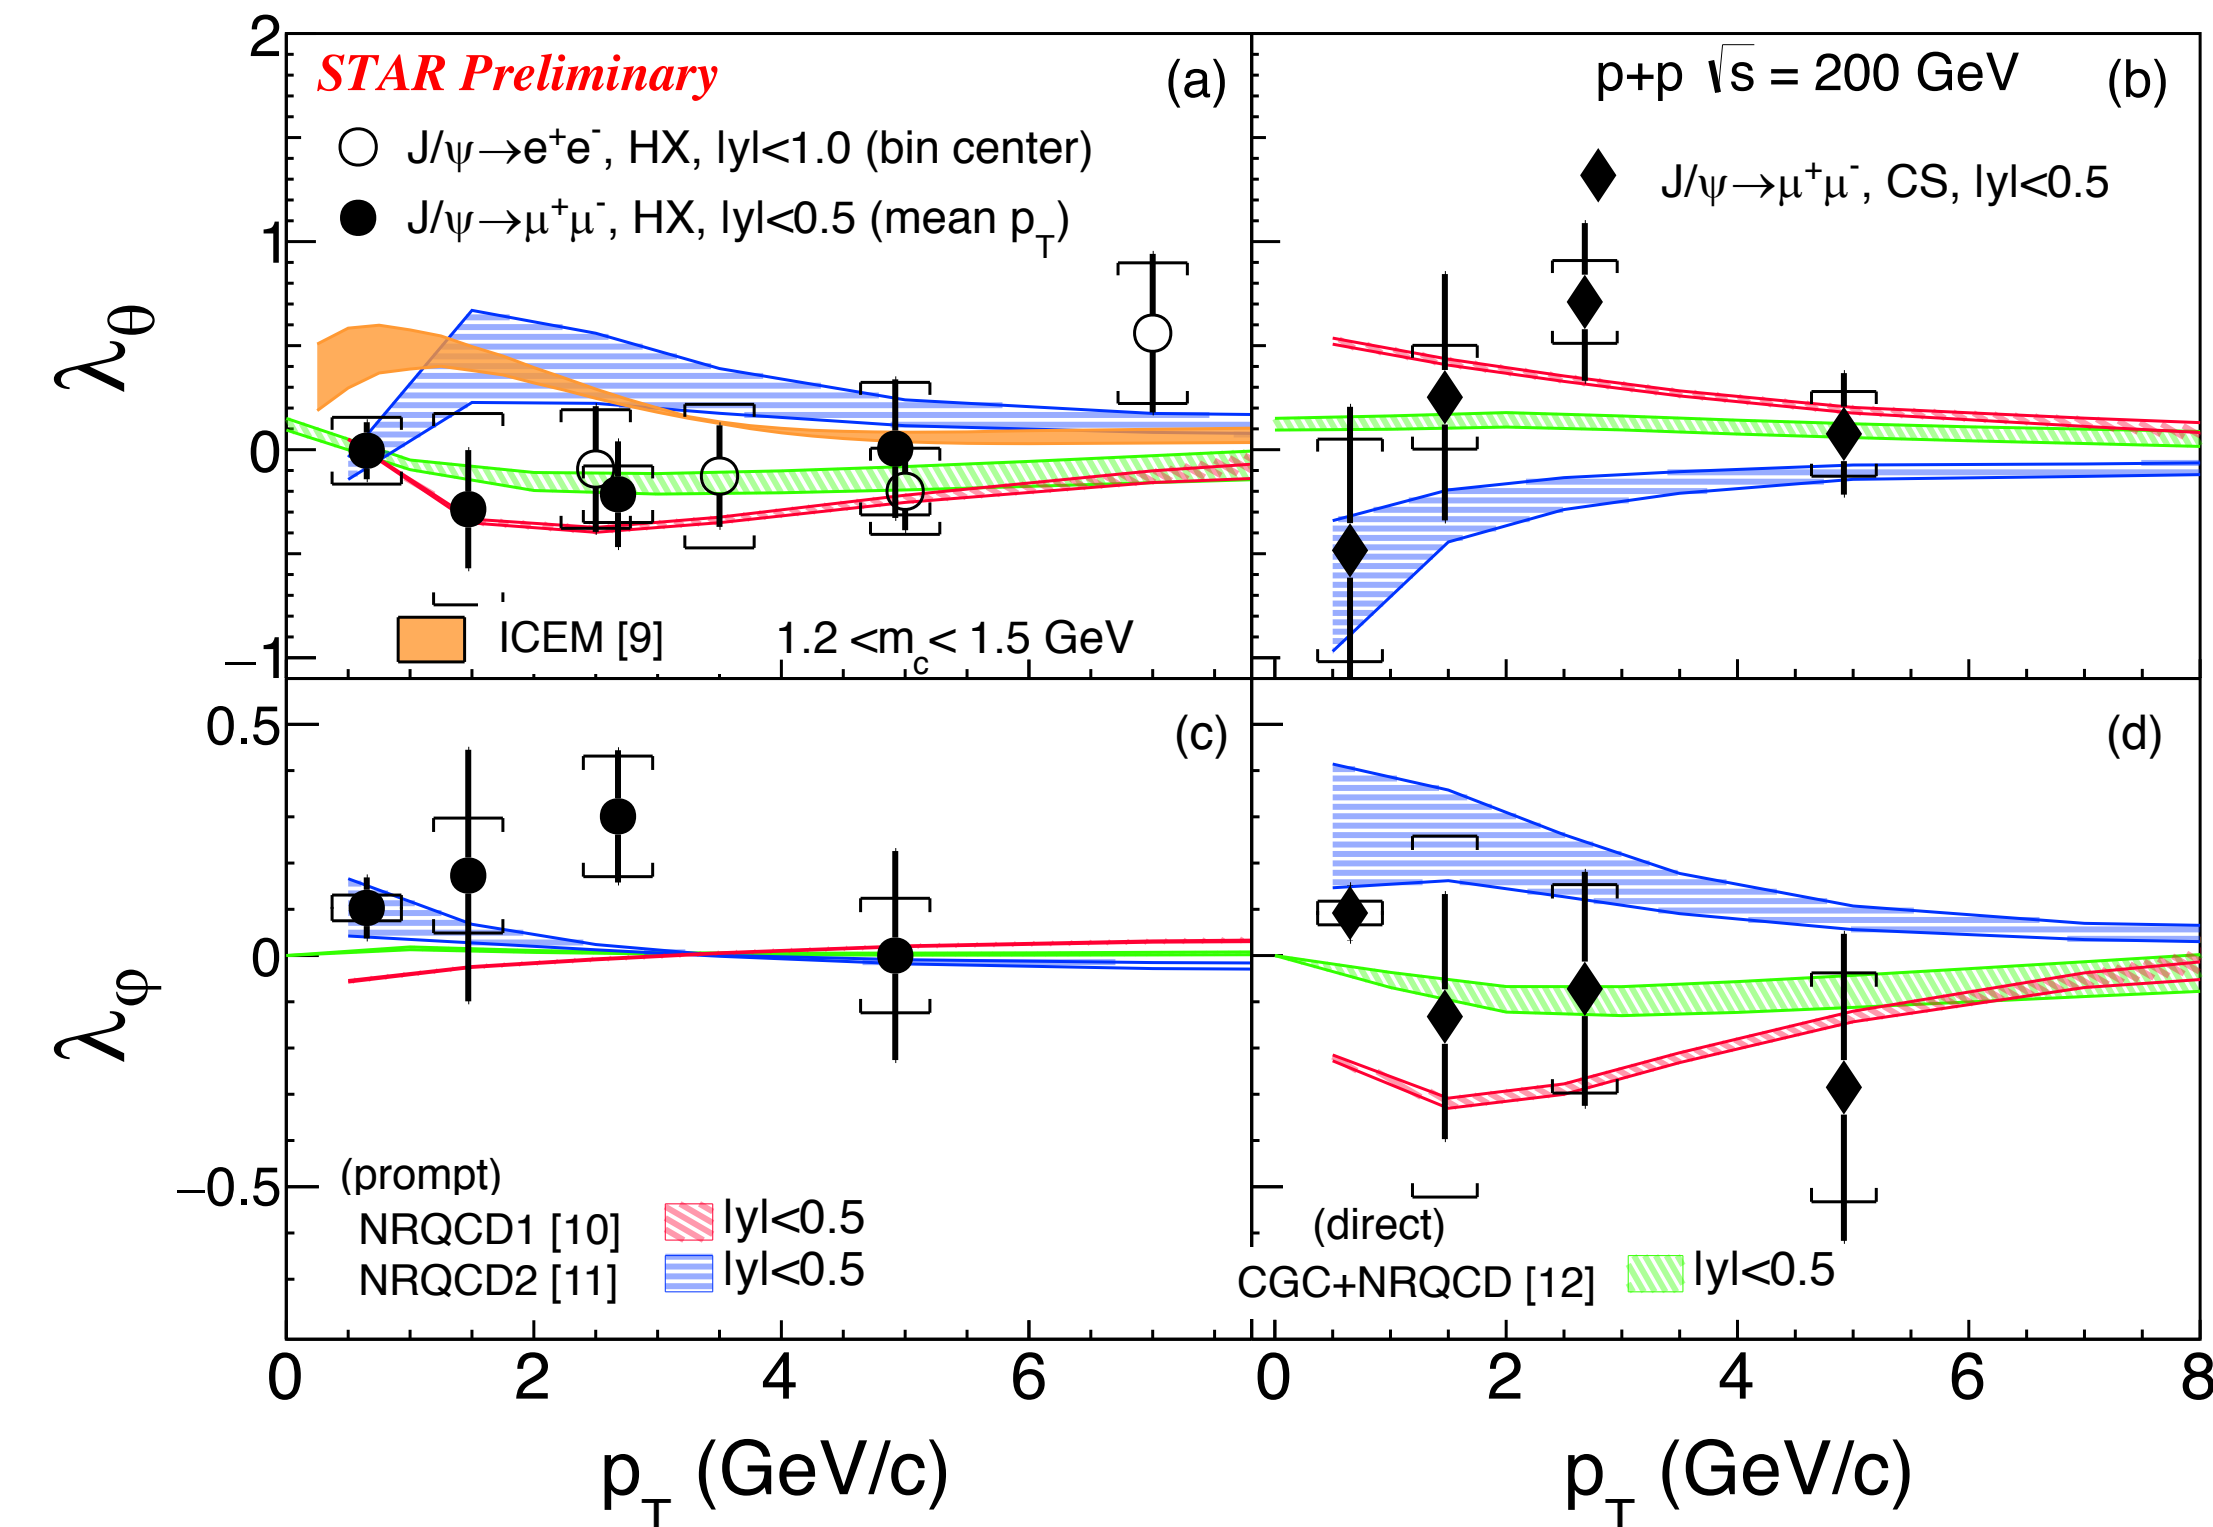 2
STAR Preliminary
(a)
J/ψ→e⁺e⁻, HX, |y|<1.0 (bin center)
J/ψ→μ⁺μ⁻, HX, |y|<0.5 (mean p_T)
1
λ_θ
0
ICEM [9]
1.2 <m_c< 1.5 GeV
−1
p+p √s = 200 GeV
(b)
J/ψ→μ⁺μ⁻, CS, |y|<0.5
0.5
(c)
λ_φ
0
−0.5
(prompt)
NRQCD1 [10] |y|<0.5
NRQCD2 [11] |y|<0.5
(d)
(direct)
CGC+NRQCD [12] |y|<0.5
0 2 4 6
0 2 4 6 8
p_T (GeV/c)
p_T (GeV/c)